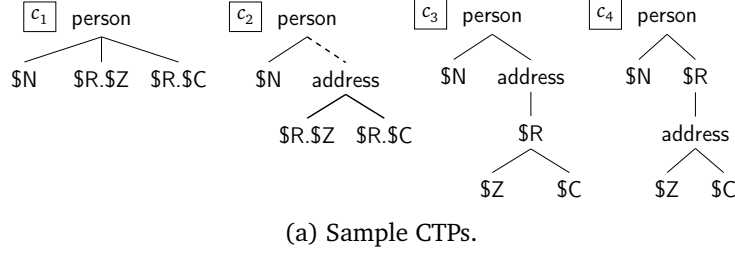 c1 person c2 person c3 person c4 person
$N $R.$Z $R.$C $N address $N address $N $R
$R.$Z $R.$C $R address
$Z $C $Z $C
(a) Sample CTPs.